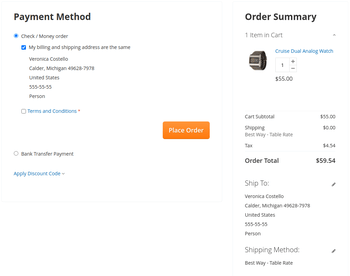 Payment Method
Check / Money order
My billing and shipping address are the same
Veronica Costello
Calder, Michigan 49628-7978
United States
555-55-55
Person
Terms and Conditions *
Place Order
Bank Transfer Payment
Apply Discount Code
Order Summary
1 Item in Cart
Cruise Dual Analog Watch
1
$55.00
Cart Subtotal $55.00
Shipping $0.00
Best Way - Table Rate
Tax $4.54
Order Total $59.54
Ship To:
Veronica Costello
Calder, Michigan 49628-7978
United States
555-55-55
Person
Shipping Method:
Best Way - Table Rate